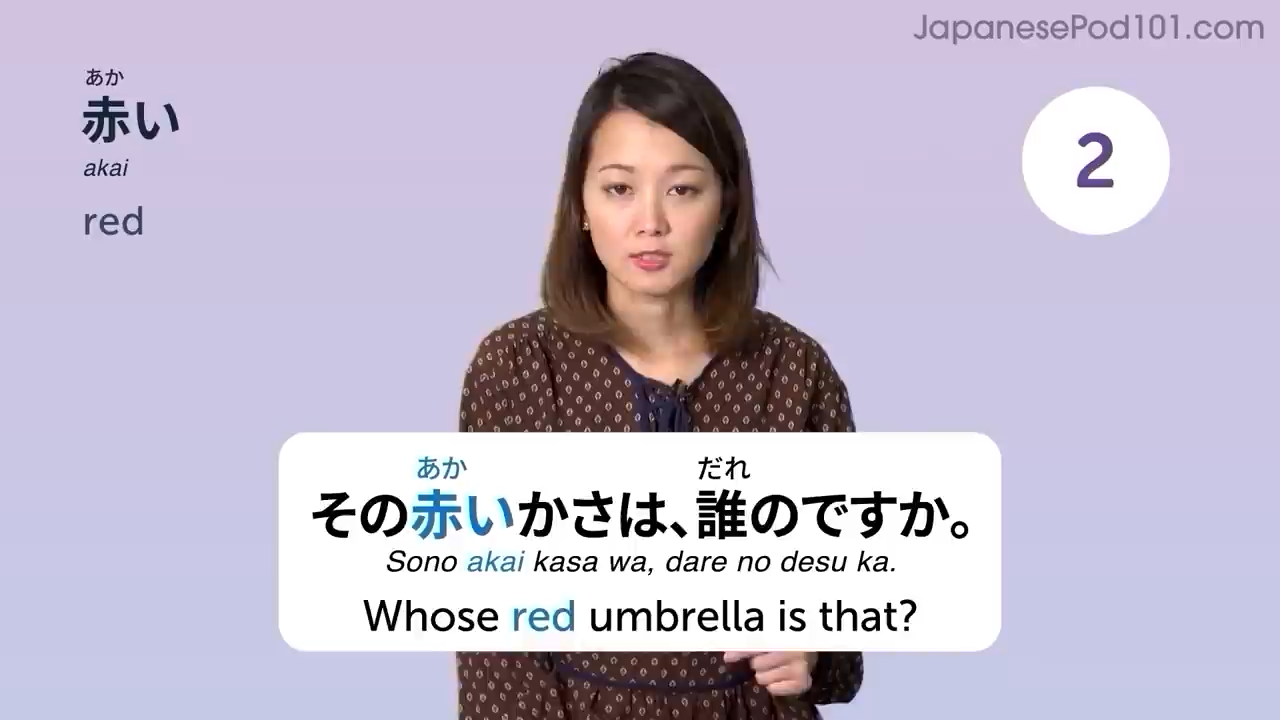 JapanesePod101.com
あか
赤い
akai
red
2
あか だれ
その赤いかさは、誰のですか。
Sono akai kasa wa, dare no desu ka.
Whose red umbrella is that?